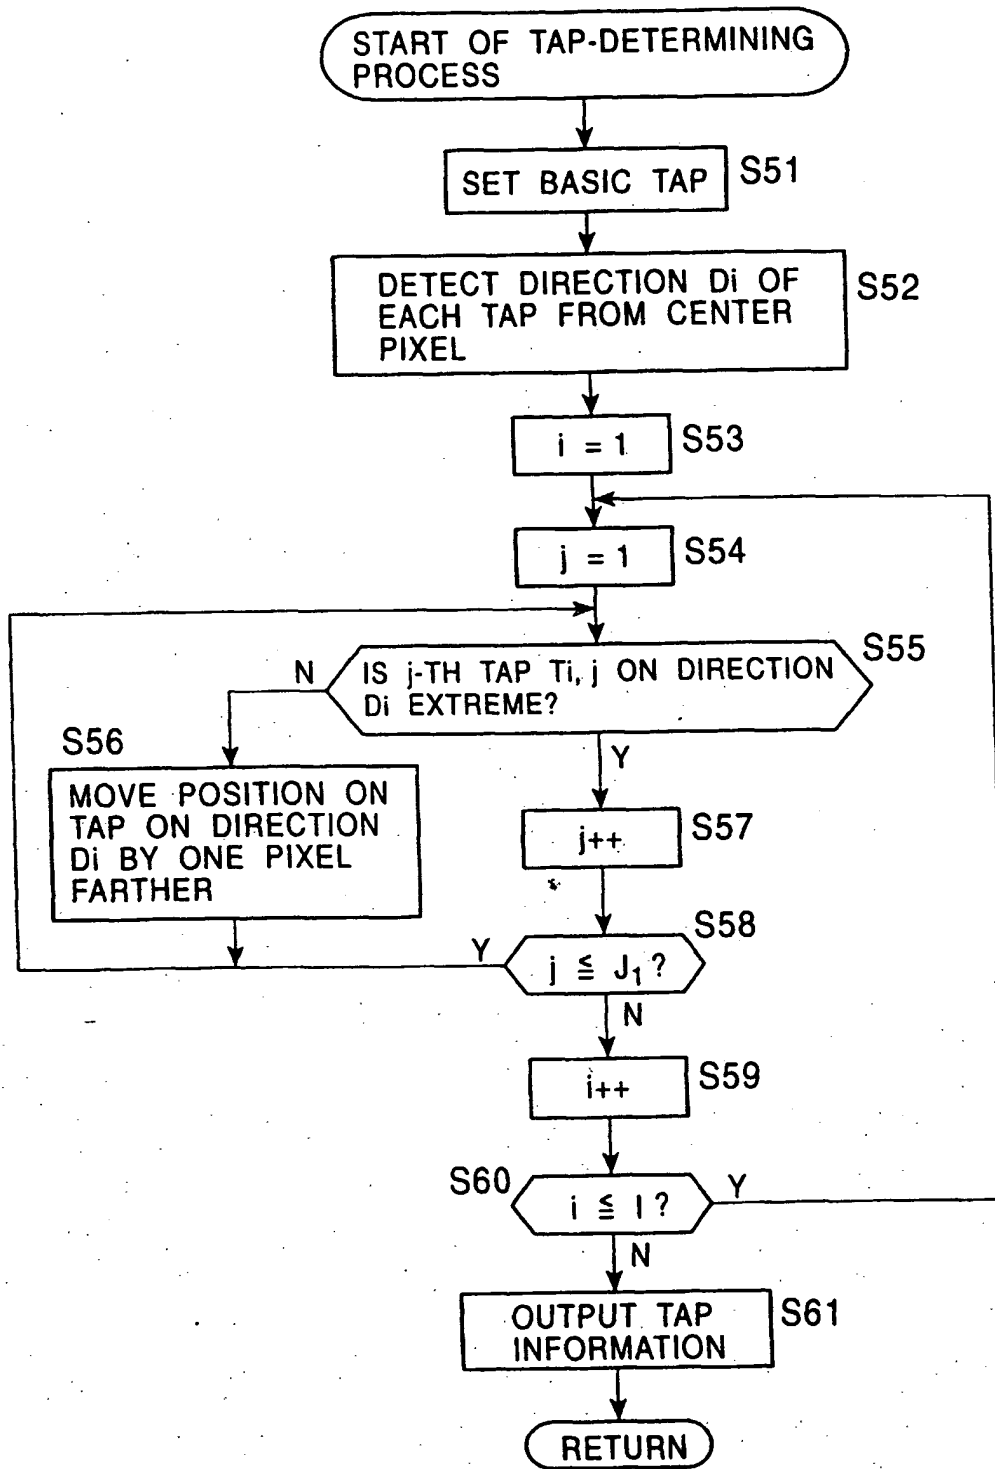 START OF TAP-DETERMINING
PROCESS
SET BASIC TAP
S51
DETECT DIRECTION Di OF
EACH TAP FROM CENTER
PIXEL
S52
i = 1
S53
j = 1
S54
IS j-TH TAP Ti, j ON DIRECTION
Di EXTREME?
S55
N
Y
S56
MOVE POSITION ON
TAP ON DIRECTION
Di BY ONE PIXEL
FARTHER
j++
S57
j ≦ J₁ ?
S58
Y
N
i++
S59
S60
i ≦ I ?
Y
N
OUTPUT TAP
INFORMATION
S61
RETURN